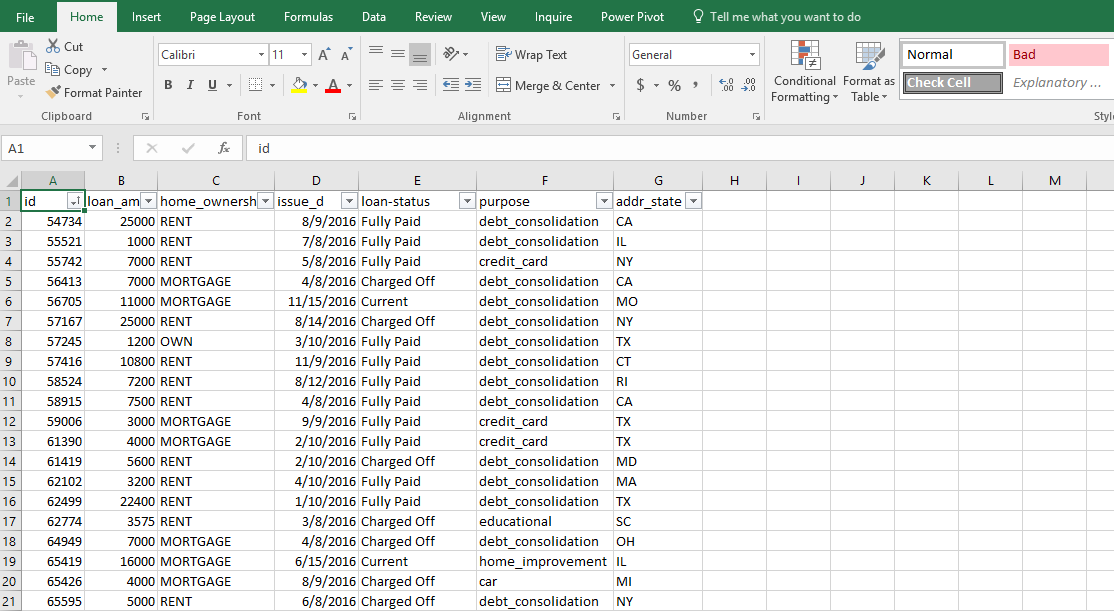 File Home Insert Page Layout Formulas Data Review View Inquire Power Pivot Tell me what you want to do
Cut Calibri 11 A A Wrap Text General Normal Bad
Paste Copy B I U A Merge & Center $ % , .0 .00 .00 .0 Conditional Formatting Format as Table Check Cell Explanatory ...
Format Painter
Clipboard Font Alignment Number Style
A1 fx id
A B C D E F G H I J K L M
1 id loan_am home_ownersh issue_d loan-status purpose addr_state
2 54734 25000 RENT 8/9/2016 Fully Paid debt_consolidation CA
3 55521 1000 RENT 7/8/2016 Fully Paid debt_consolidation IL
4 55742 7000 RENT 5/8/2016 Fully Paid credit_card NY
5 56413 7000 MORTGAGE 4/8/2016 Charged Off debt_consolidation CA
6 56705 11000 MORTGAGE 11/15/2016 Current debt_consolidation MO
7 57167 25000 RENT 8/14/2016 Charged Off debt_consolidation NY
8 57245 1200 OWN 3/10/2016 Fully Paid debt_consolidation TX
9 57416 10800 RENT 11/9/2016 Fully Paid debt_consolidation CT
10 58524 7200 RENT 8/12/2016 Fully Paid debt_consolidation RI
11 58915 7500 RENT 4/8/2016 Fully Paid debt_consolidation CA
12 59006 3000 MORTGAGE 9/9/2016 Fully Paid credit_card TX
13 61390 4000 MORTGAGE 2/10/2016 Fully Paid credit_card TX
14 61419 5600 RENT 2/10/2016 Charged Off debt_consolidation MD
15 62102 3200 RENT 4/10/2016 Fully Paid debt_consolidation MA
16 62499 22400 RENT 1/10/2016 Fully Paid debt_consolidation TX
17 62774 3575 RENT 3/8/2016 Charged Off educational SC
18 64949 7000 MORTGAGE 4/8/2016 Charged Off debt_consolidation OH
19 65419 16000 MORTGAGE 6/15/2016 Current home_improvement IL
20 65426 4000 MORTGAGE 8/9/2016 Charged Off car MI
21 65595 5000 RENT 6/8/2016 Charged Off debt_consolidation NY